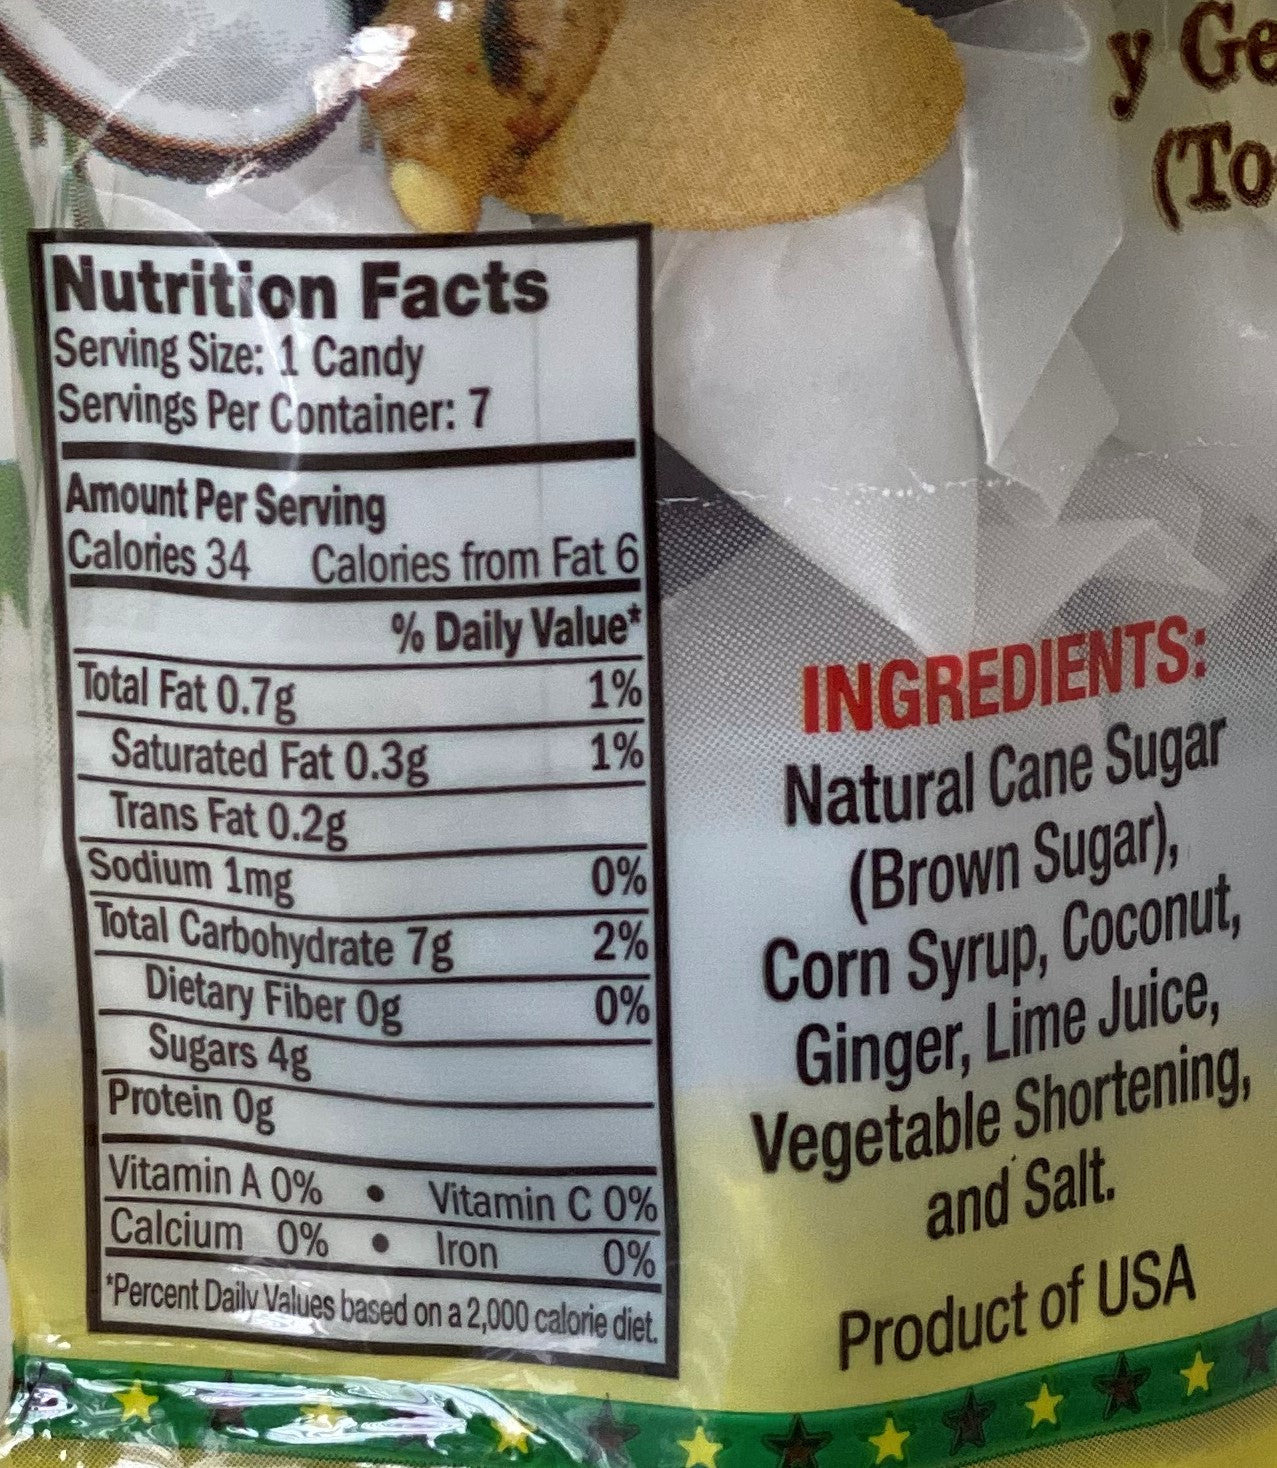 y Ge
(To
Nutrition Facts
Serving Size: 1 Candy
Servings Per Container: 7
Amount Per Serving
Calories 34 Calories from Fat 6
% Daily Value*
Total Fat 0.7g 1%
Saturated Fat 0.3g 1%
Trans Fat 0.2g
Sodium 1mg 0%
Total Carbohydrate 7g 2%
Dietary Fiber 0g 0%
Sugars 4g
Protein 0g
Vitamin A 0% • Vitamin C 0%
Calcium 0% • Iron 0%
*Percent Daily Values based on a 2,000 calorie diet.
INGREDIENTS:
Natural Cane Sugar
(Brown Sugar),
Corn Syrup, Coconut,
Ginger, Lime Juice,
Vegetable Shortening,
and Salt.
Product of USA